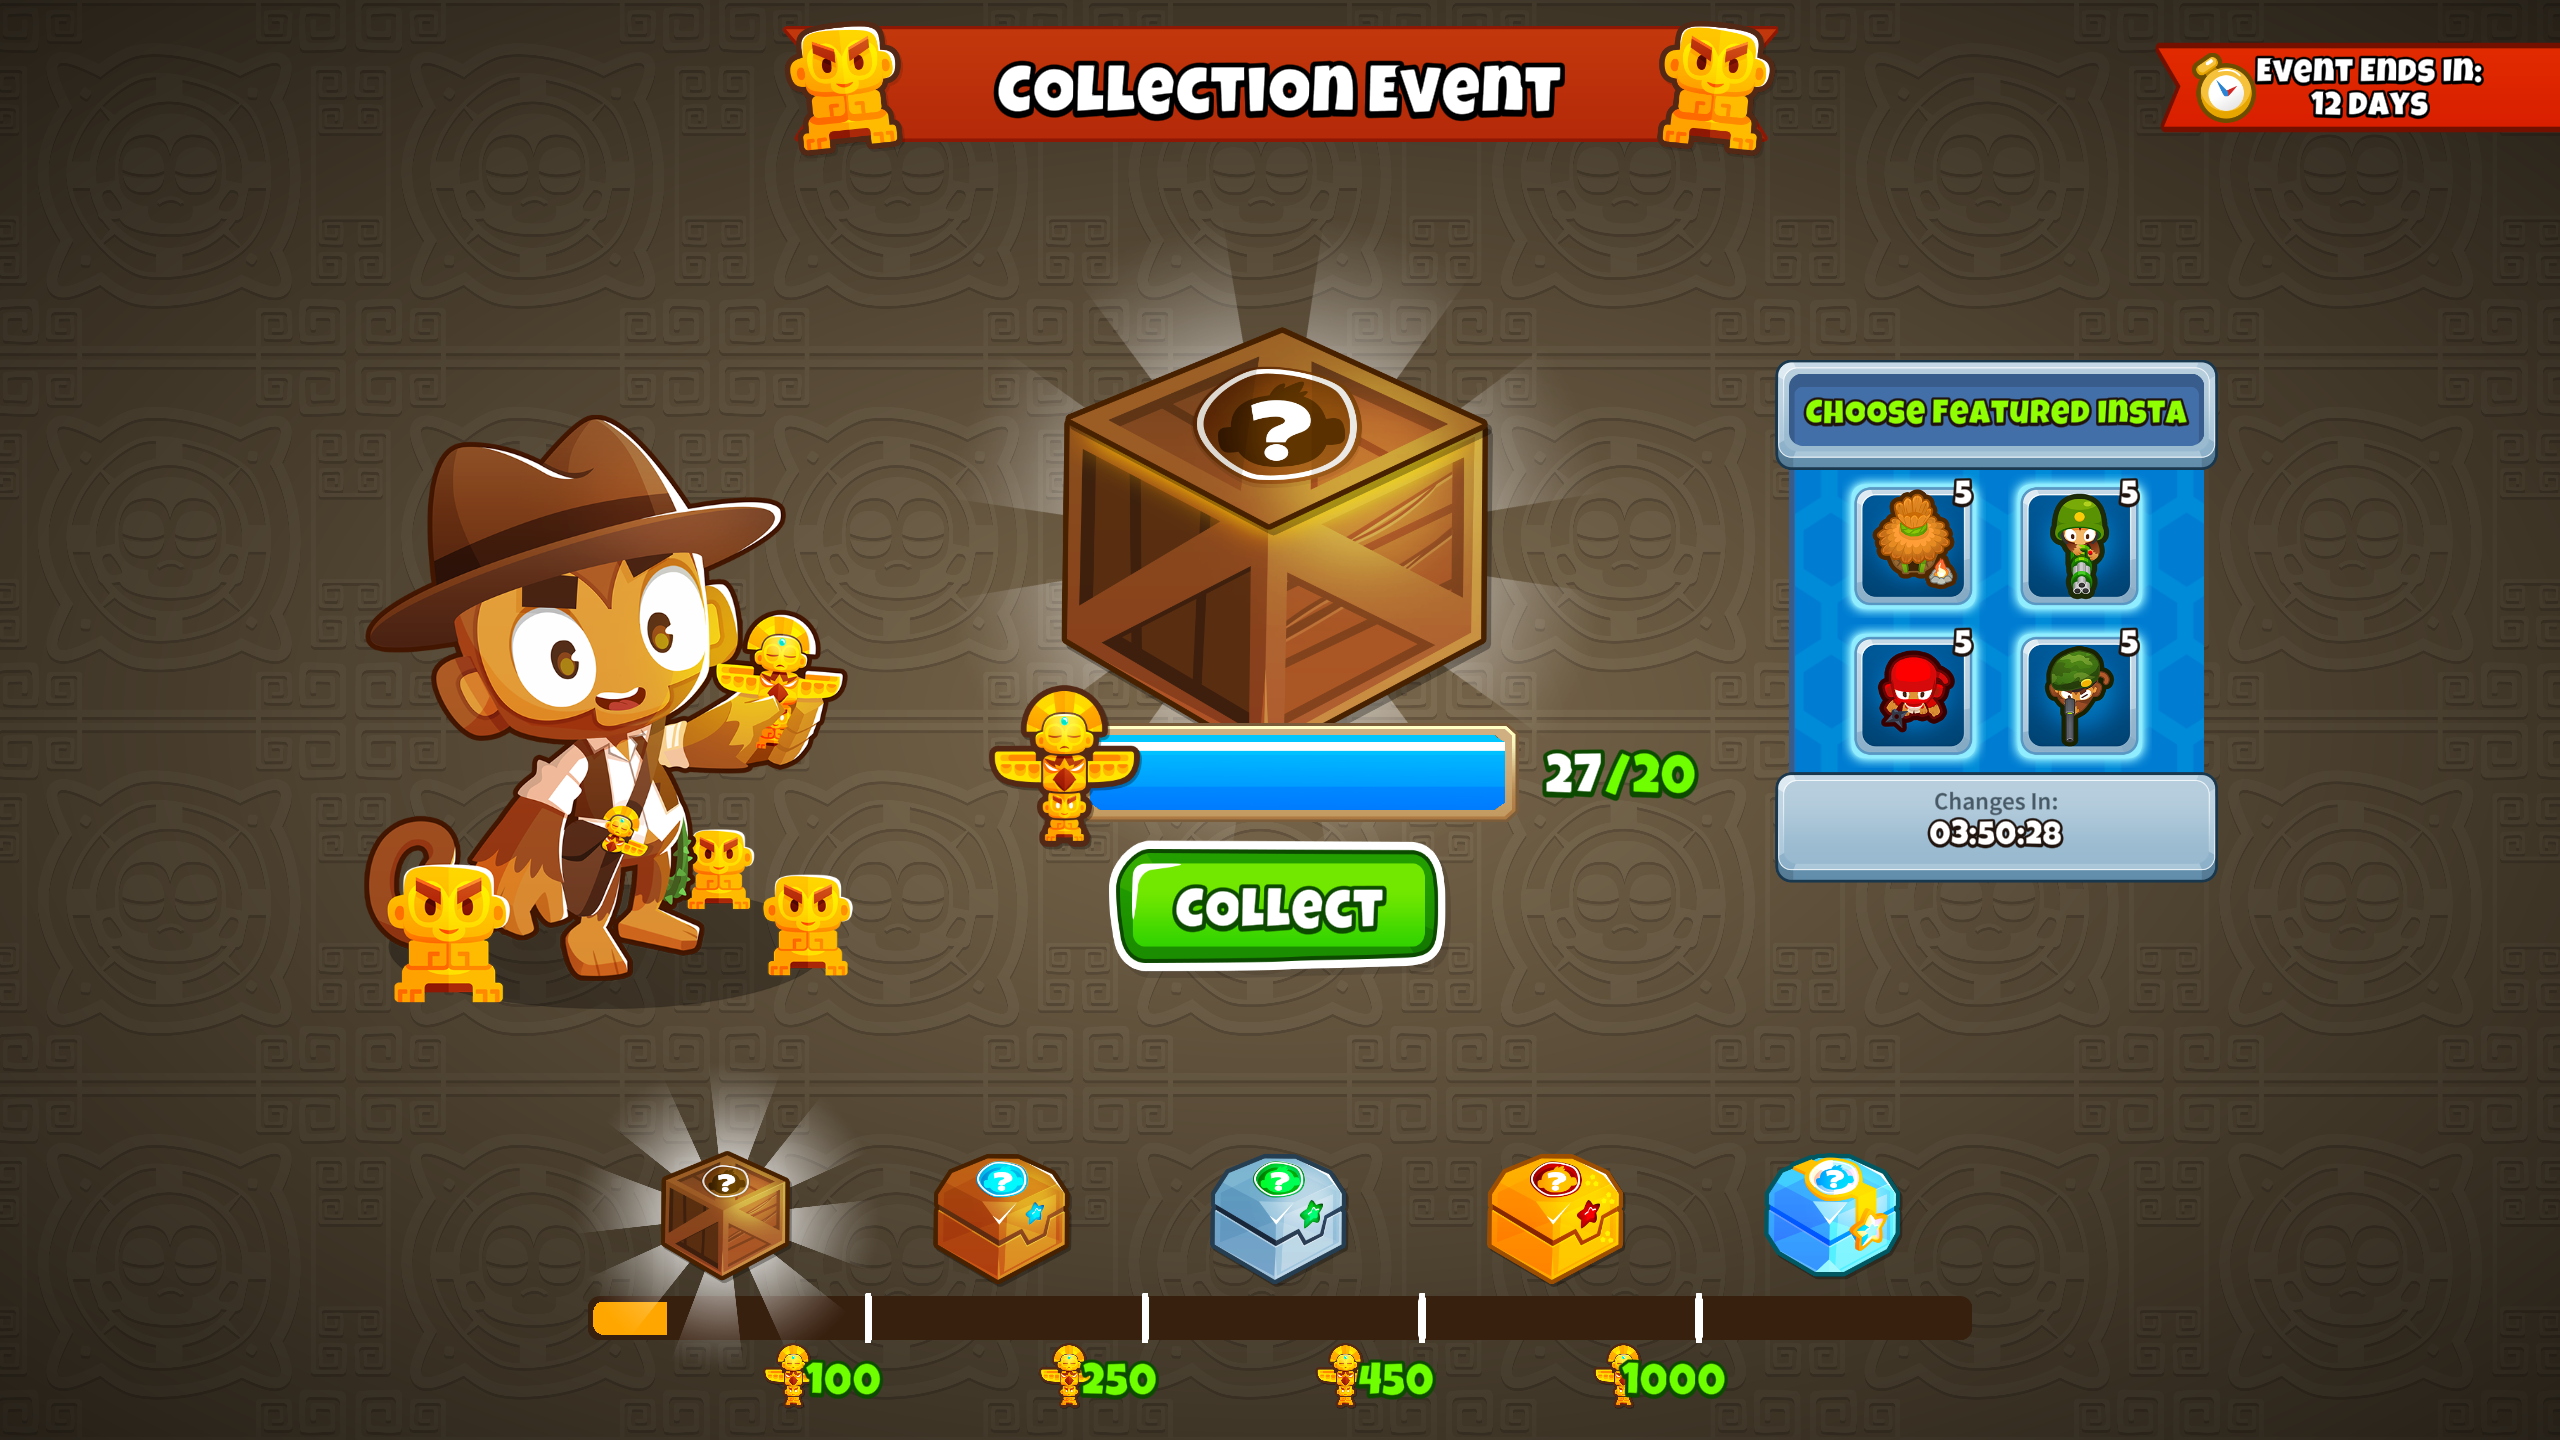 COLLECTION EVENT
EVENT ENDS IN:
12 DAYS
?
CHOOSE FEATURED INSTA
5
5
5
5
27/20
Changes In:
03:50:28
COLLECT
?
?
?
?
?
100
250
450
1000